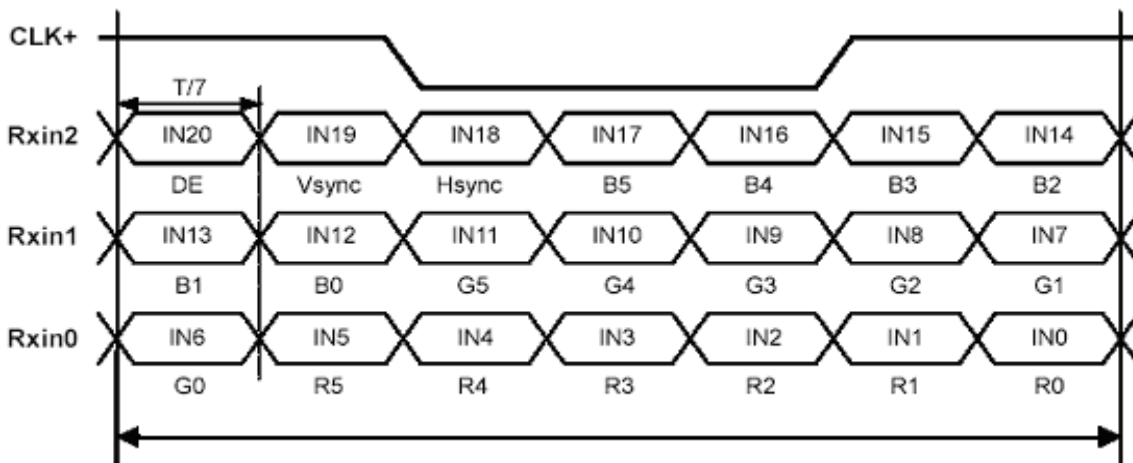 CLK+
T/7
Rxin2 IN20 IN19 IN18 IN17 IN16 IN15 IN14
DE Vsync Hsync B5 B4 B3 B2
Rxin1 IN13 IN12 IN11 IN10 IN9 IN8 IN7
B1 B0 G5 G4 G3 G2 G1
Rxin0 IN6 IN5 IN4 IN3 IN2 IN1 IN0
G0 R5 R4 R3 R2 R1 R0